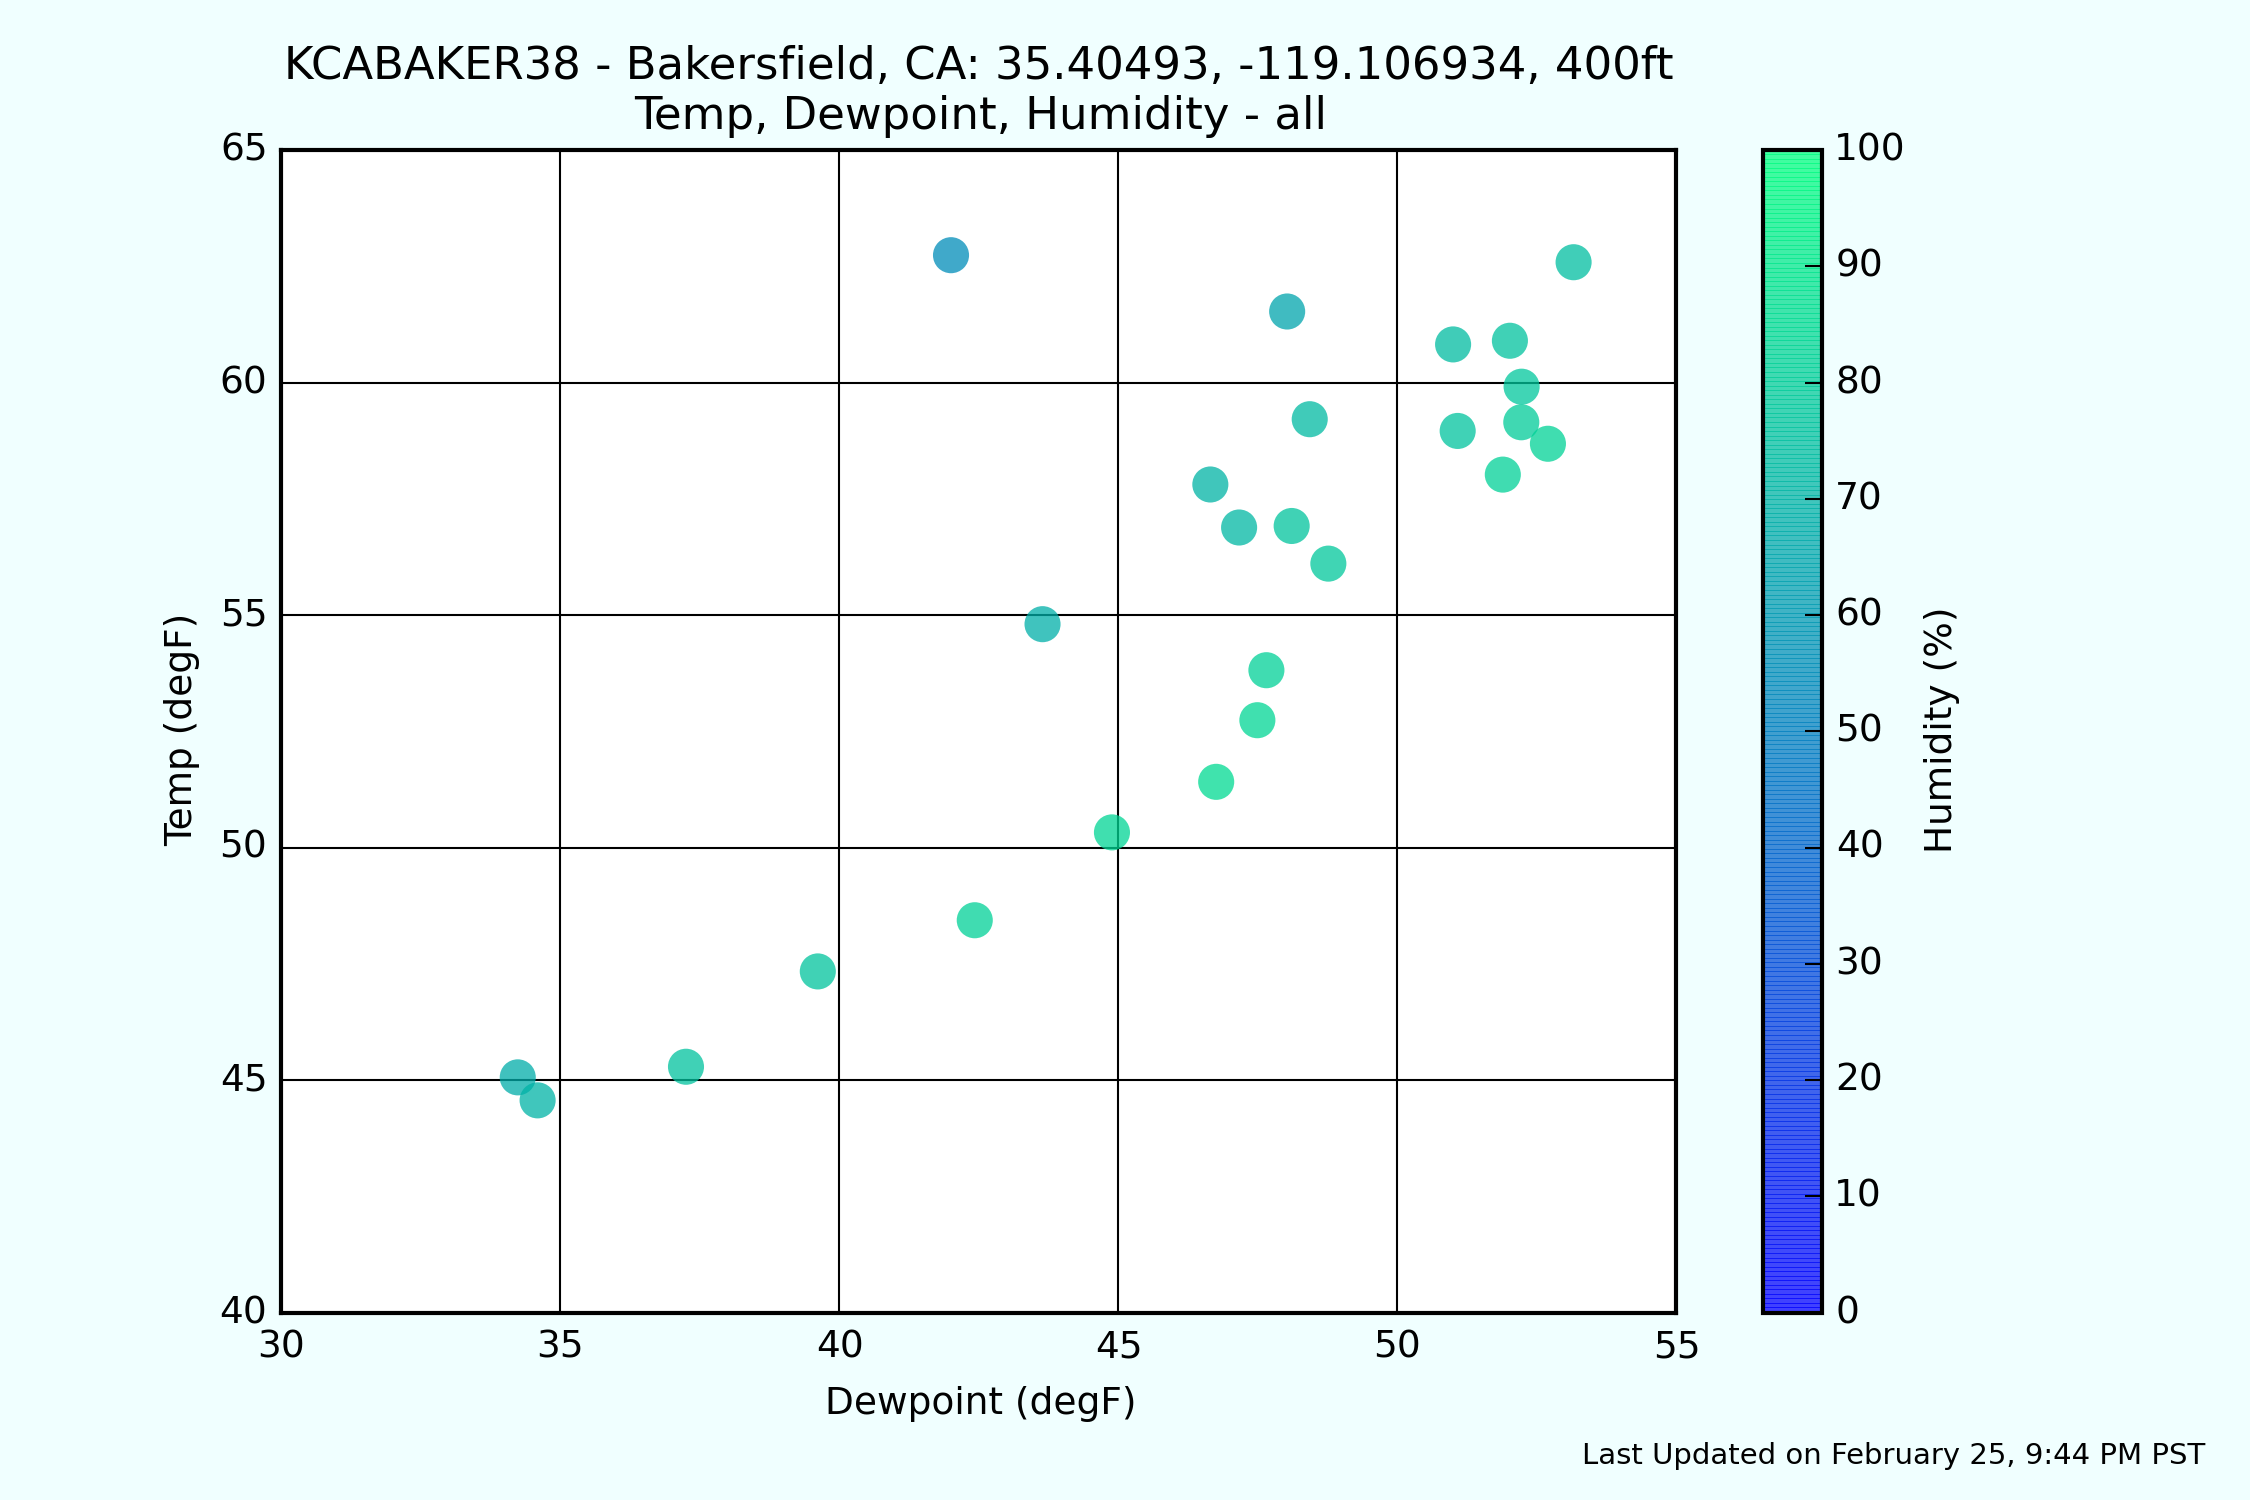 KCABAKER38 - Bakersfield, CA: 35.40493, -119.106934, 400ft
Temp, Dewpoint, Humidity - all
65
60
55
50
45
40
Temp (degF)
30 35 40 45 50 55
Dewpoint (degF)
100
90
80
70
60
50
40
30
20
10
0
Humidity (%)
Last Updated on February 25, 9:44 PM PST